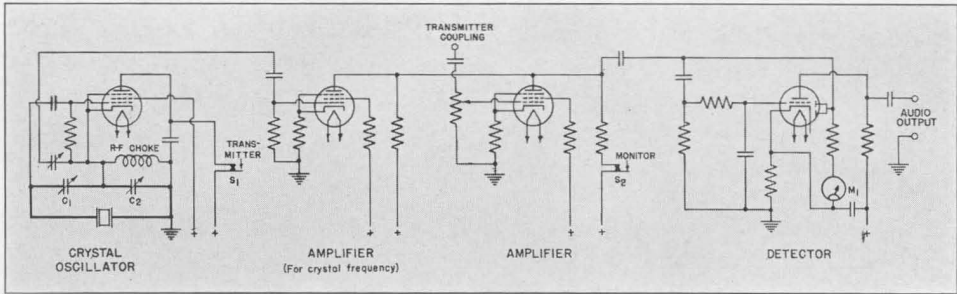 TRANSMITTER
COUPLING
R-F CHOKE
TRANS-
MITTER
S1
C1
C2
MONITOR
S2
M1
AUDIO
OUTPUT
+ +
+ +
+ +
+
CRYSTAL
OSCILLATOR
AMPLIFIER
(For crystal frequency)
AMPLIFIER
DETECTOR